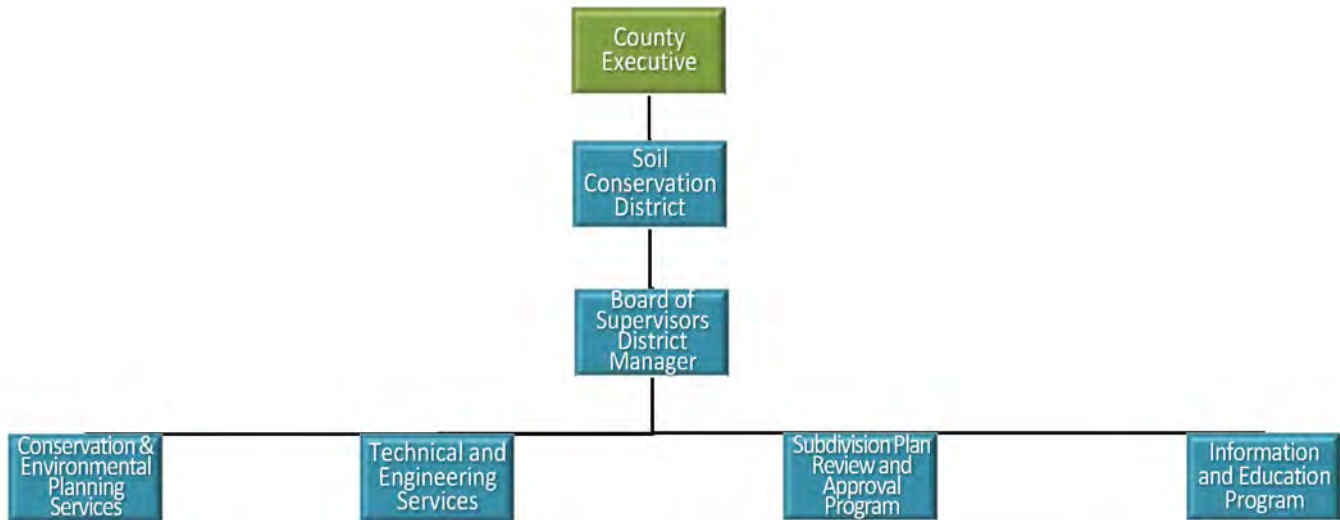 County
Executive
Soil
Conservation
District
Board of
Supervisors
District
Manager
Conservation &
Environmental
Planning
Services
Technical and
Engineering
Services
Subdivision Plan
Review and
Approval
Program
Information
and Education
Program